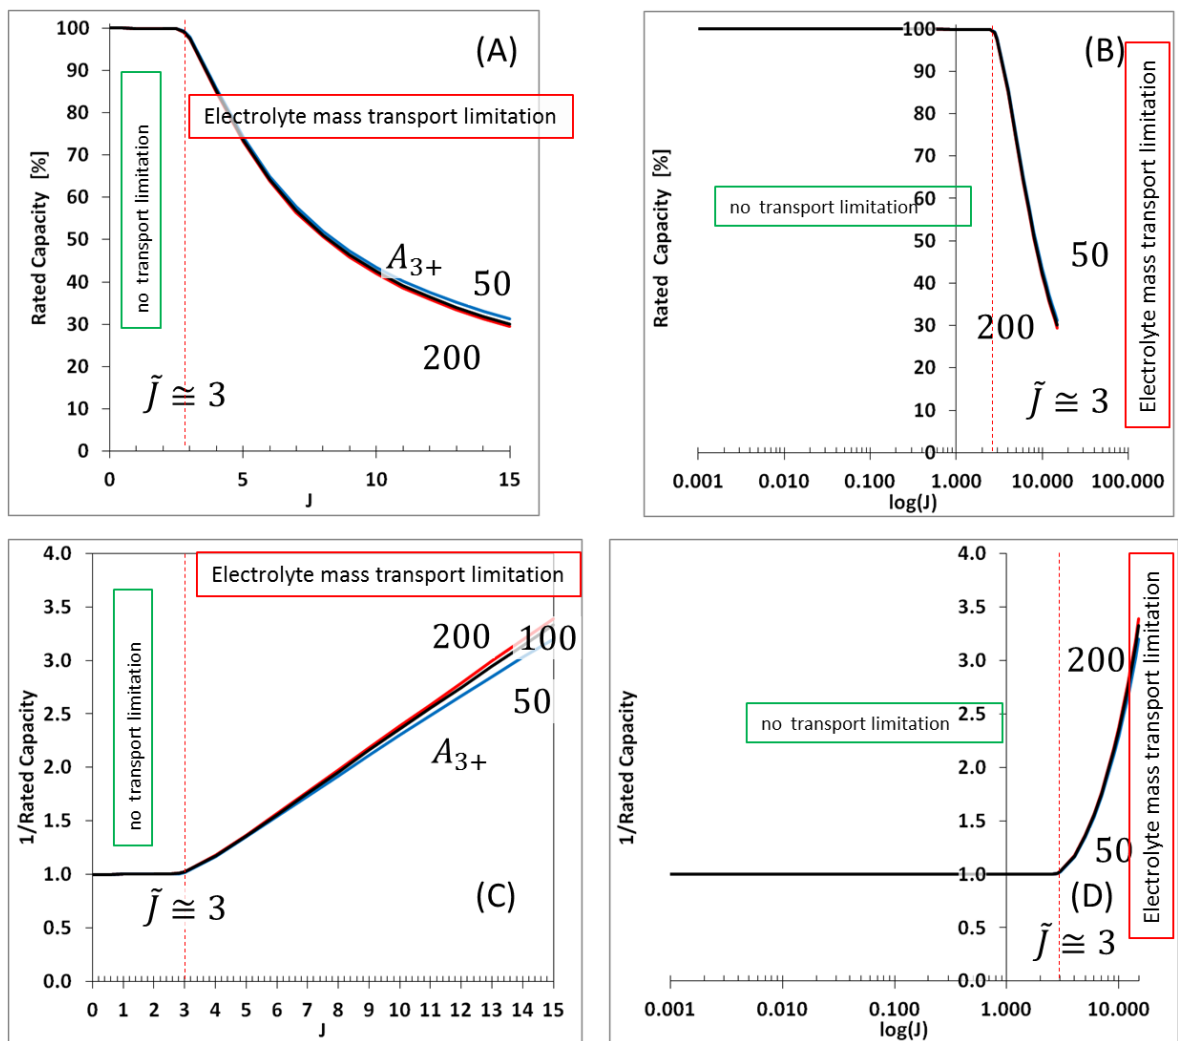 (A)
Rated Capacity [%]
100
90
80
70
60
50
40
30
20
10
0
no transport limitation
Electrolyte mass transport limitation
A3+
50
200
J̃ ≅ 3
0 5 10 15
J
(B)
Rated Capacity [%]
100
90
80
70
60
50
40
30
20
10
0
no transport limitation
Electrolyte mass transport limitation
50
200
J̃ ≅ 3
0.001 0.010 0.100 1.000 10.000 100.000
log(J)
1/Rated Capacity
4.0
3.5
3.0
2.5
2.0
1.5
1.0
0.5
0.0
no transport limitation
Electrolyte mass transport limitation
200 100
50
A3+
J̃ ≅ 3
(C)
0 1 2 3 4 5 6 7 8 9 10 11 12 13 14 15
J
1/Rated Capacity
4.0
3.5
3.0
2.5
2.0
1.5
1.0
0.5
0.0
no transport limitation
Electrolyte mass transport limitation
200
50
(D)
J̃ ≅ 3
0.001 0.010 0.100 1.000 10.000
log(J)